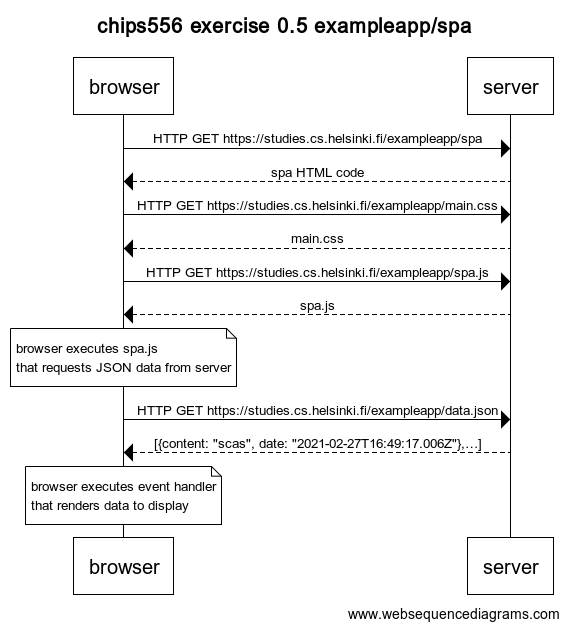 chips556 exercise 0.5 exampleapp/spa
browser
server
HTTP GET https://studies.cs.helsinki.fi/exampleapp/spa
spa HTML code
HTTP GET https://studies.cs.helsinki.fi/exampleapp/main.css
main.css
HTTP GET https://studies.cs.helsinki.fi/exampleapp/spa.js
spa.js
browser executes spa.js
that requests JSON data from server
HTTP GET https://studies.cs.helsinki.fi/exampleapp/data.json
[{content: "scas", date: "2021-02-27T16:49:17.006Z"},…]
browser executes event handler
that renders data to display
browser
server
www.websequencediagrams.com